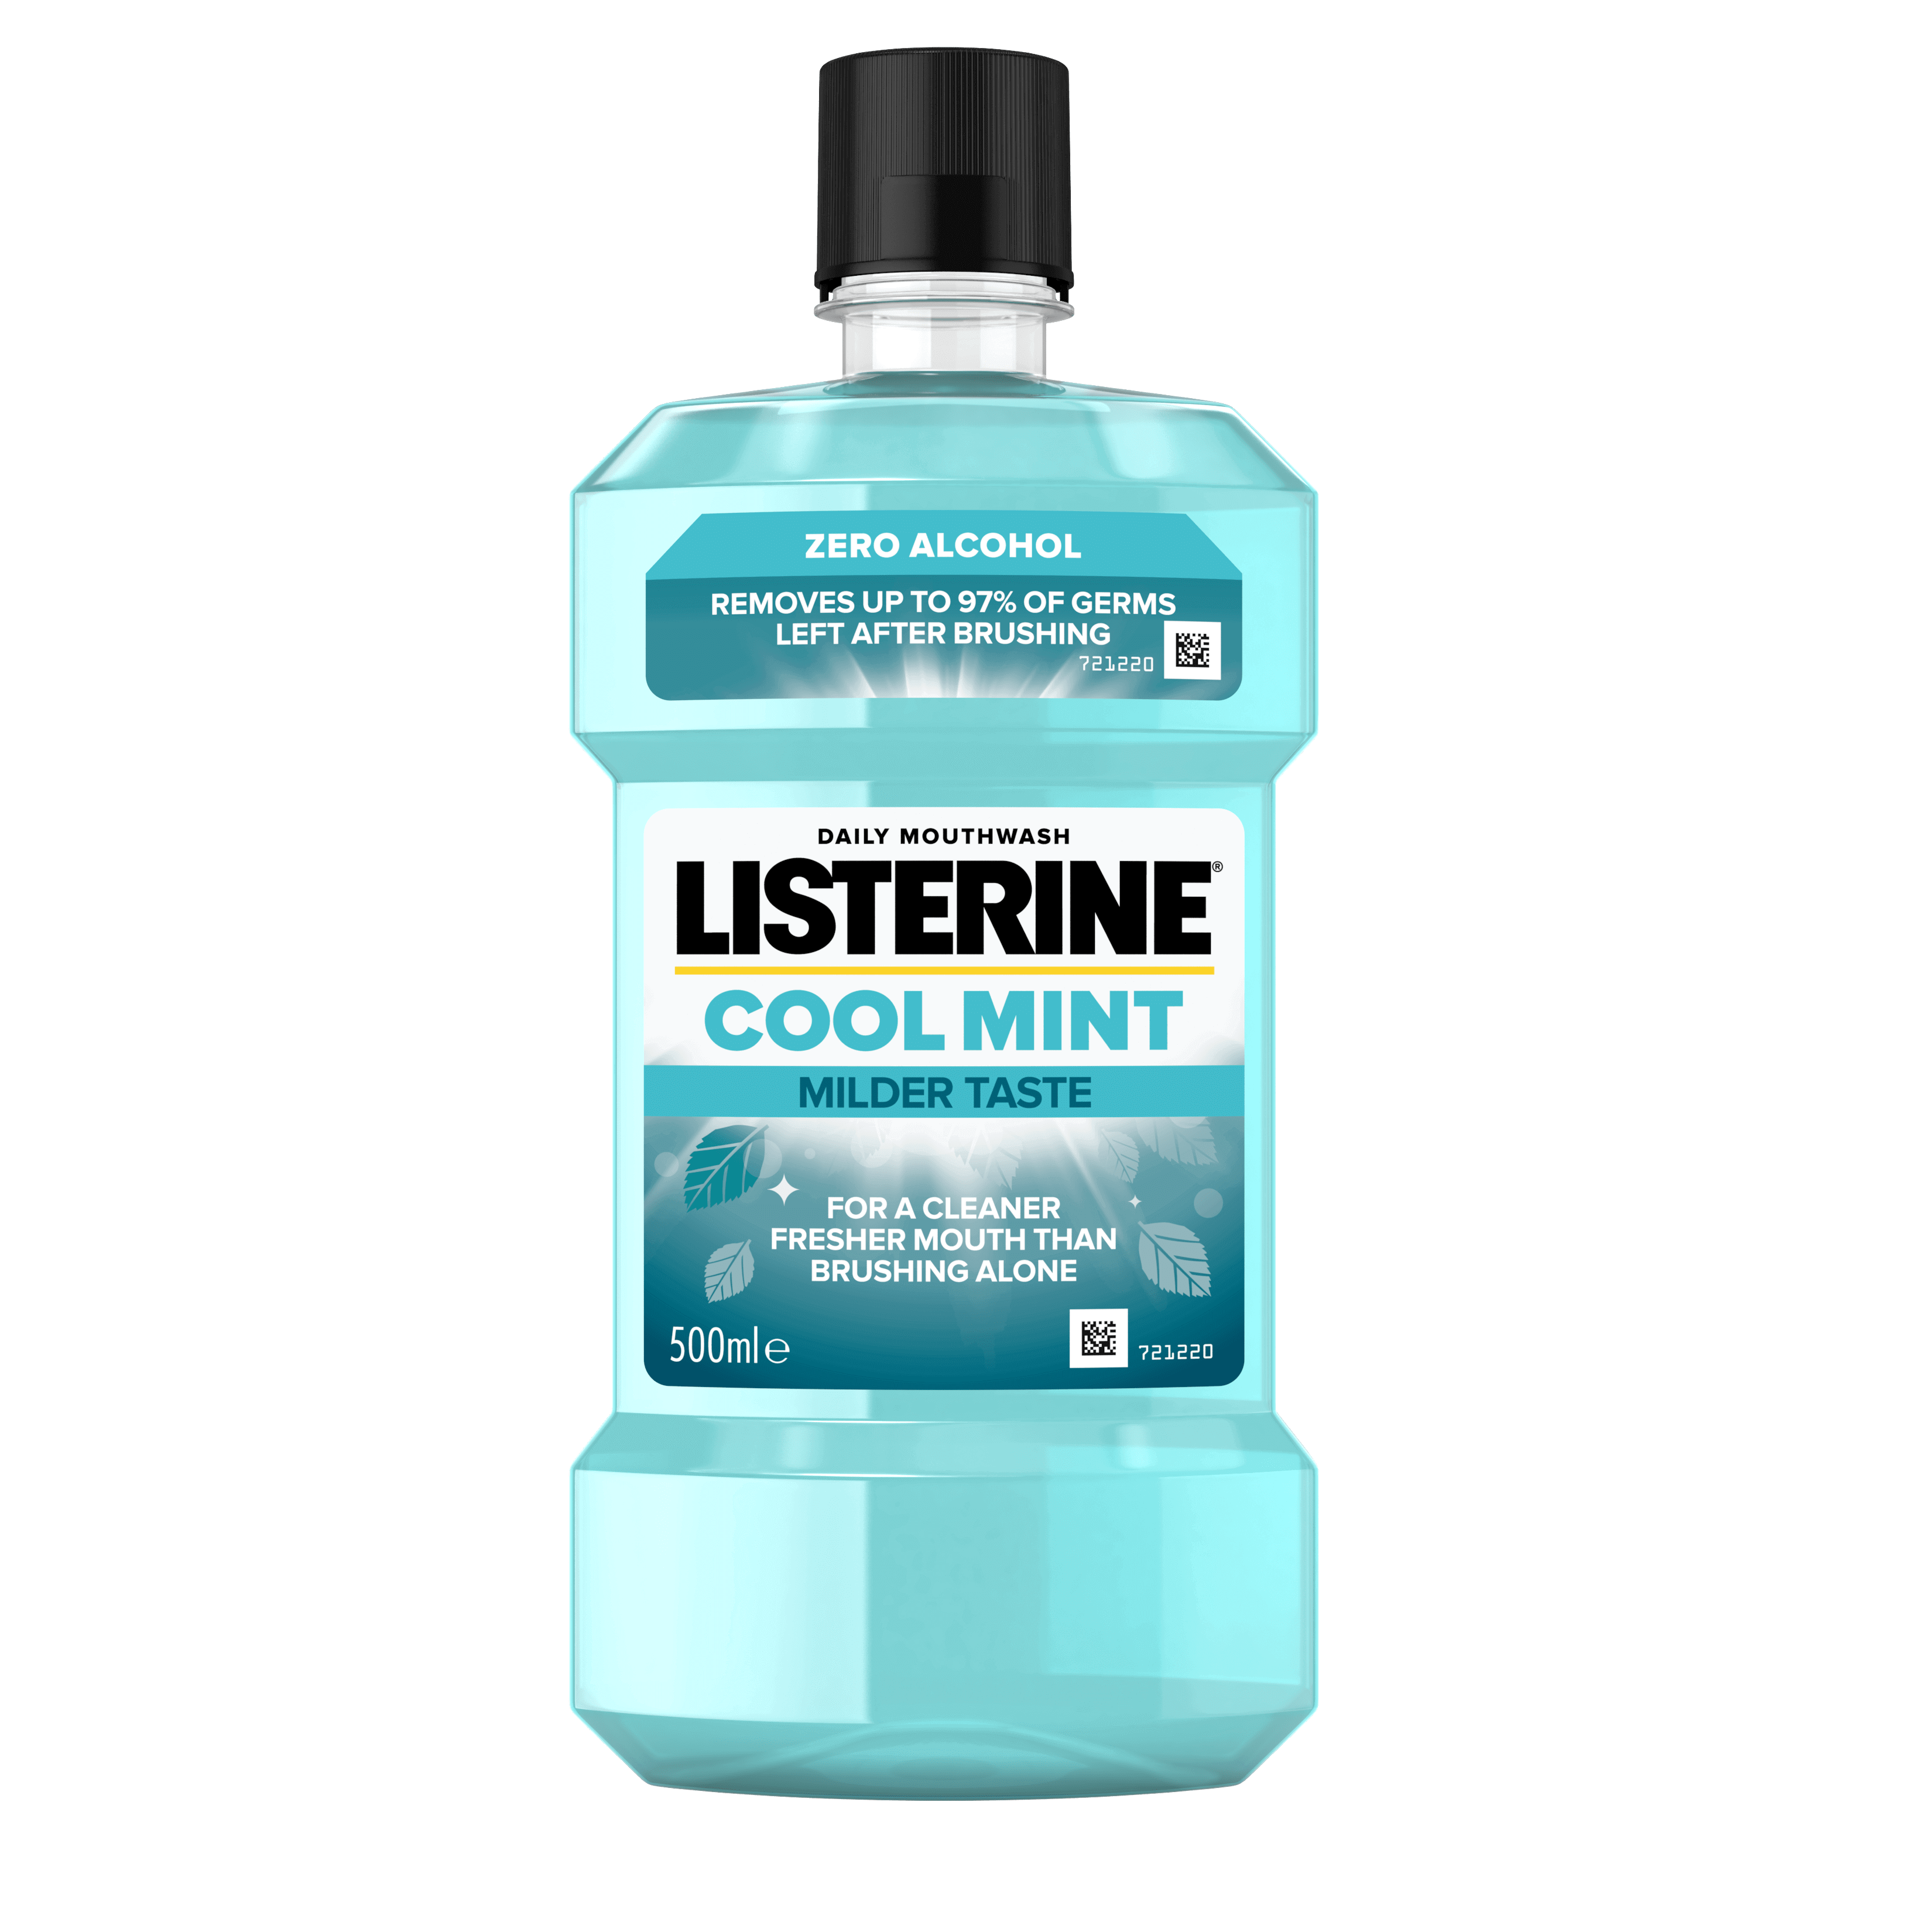 ZERO ALCOHOL
REMOVES UP TO 97% OF GERMS
LEFT AFTER BRUSHING
721220
DAILY MOUTHWASH
LISTERINE®
COOL MINT
MILDER TASTE
FOR A CLEANER
FRESHER MOUTH THAN
BRUSHING ALONE
500ml ℮
721220